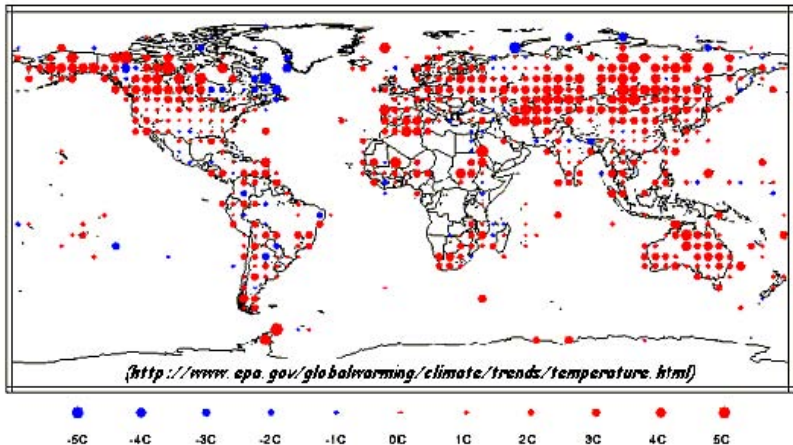 (http://www.epa.gov/globalwarming/climate/trends/temperature.html)
-5C -4C -3C -2C -1C 0C 1C 2C 3C 4C 5C